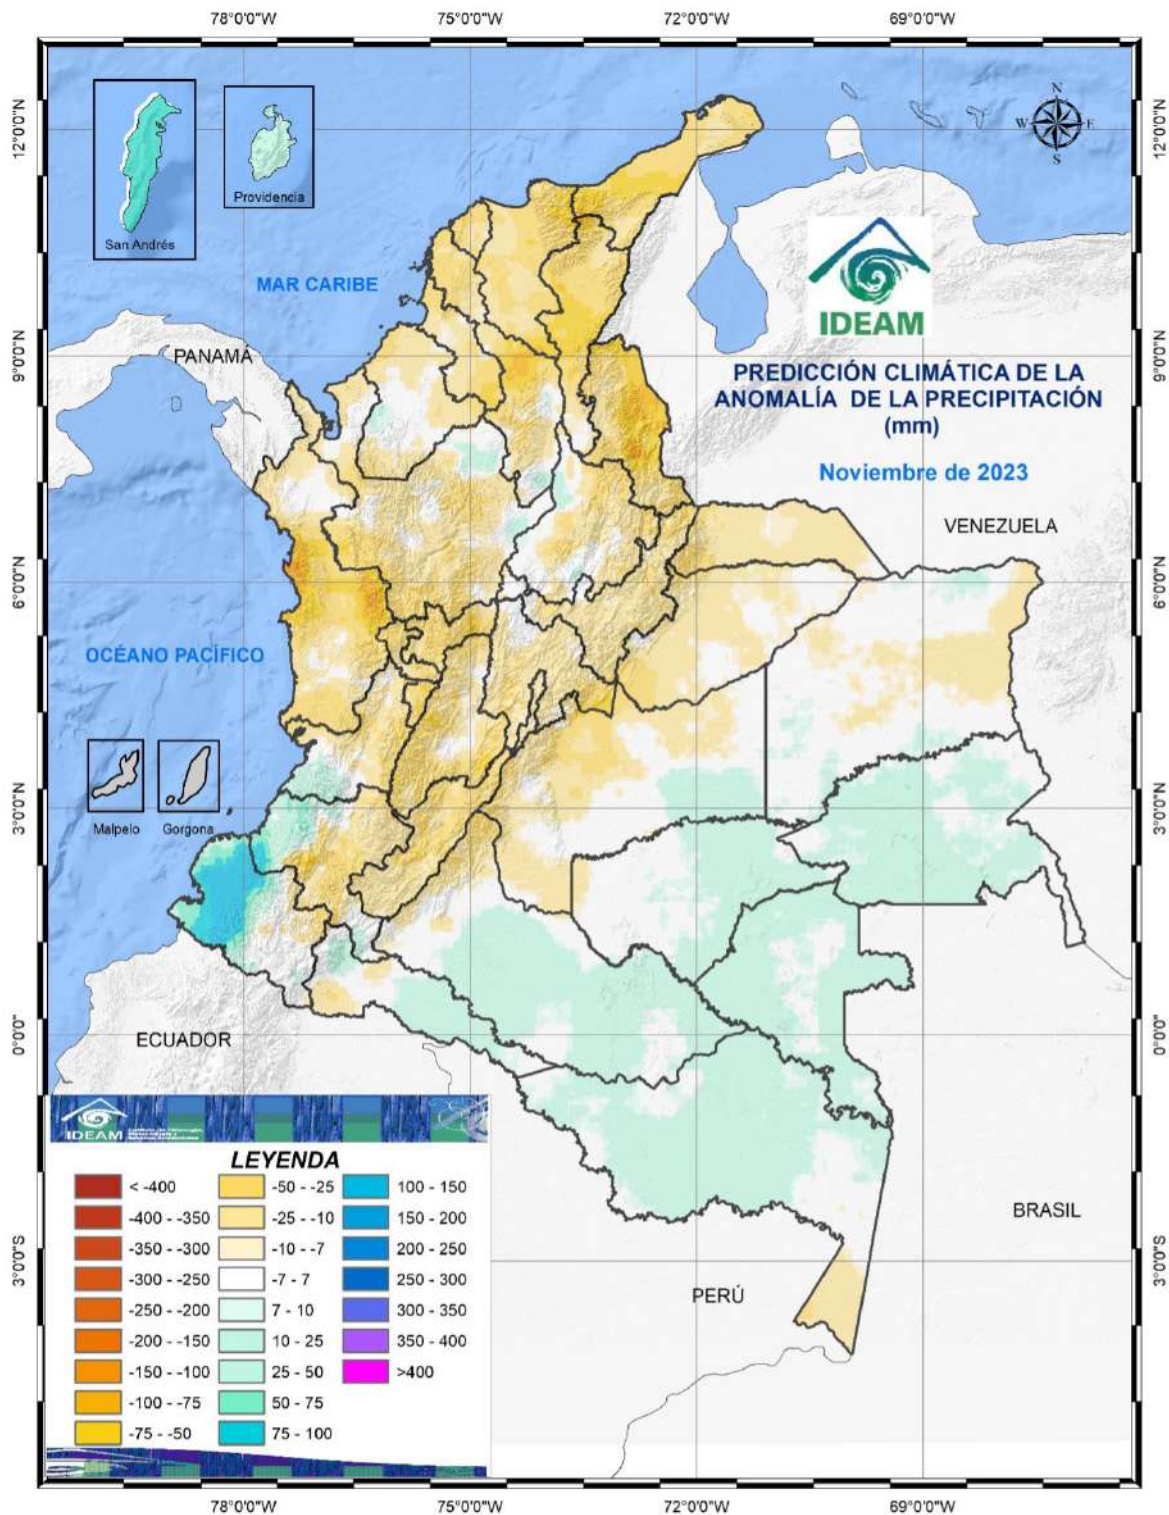 78°0'0"W 75°0'0"W 72°0'0"W 69°0'0"W
12°0'0"N
12°0'0"N
N
W E
S
San Andrés
Providencia
MAR CARIBE
IDEAM
9°0'0"N
PANAMÁ
9°0'0"N
PREDICCIÓN CLIMÁTICA DE LA
ANOMALÍA DE LA PRECIPITACIÓN
(mm)
Noviembre de 2023
VENEZUELA
6°0'0"N
6°0'0"N
OCÉANO PACÍFICO
Malpelo
Gorgona
3°0'0"N
3°0'0"N
ECUADOR
0°0'0"
0°0'0"
IDEAM
LEYENDA
< -400 -50 - -25 100 - 150
-400 - -350 -25 - -10 150 - 200
-350 - -300 -10 - -7 200 - 250
-300 - -250 -7 - 7 250 - 300
-250 - -200 7 - 10 300 - 350
-200 - -150 10 - 25 350 - 400
-150 - -100 25 - 50 >400
-100 - -75 50 - 75
-75 - -50 75 - 100
BRASIL
PERÚ
3°0'0"S
3°0'0"S
78°0'0"W 75°0'0"W 72°0'0"W 69°0'0"W